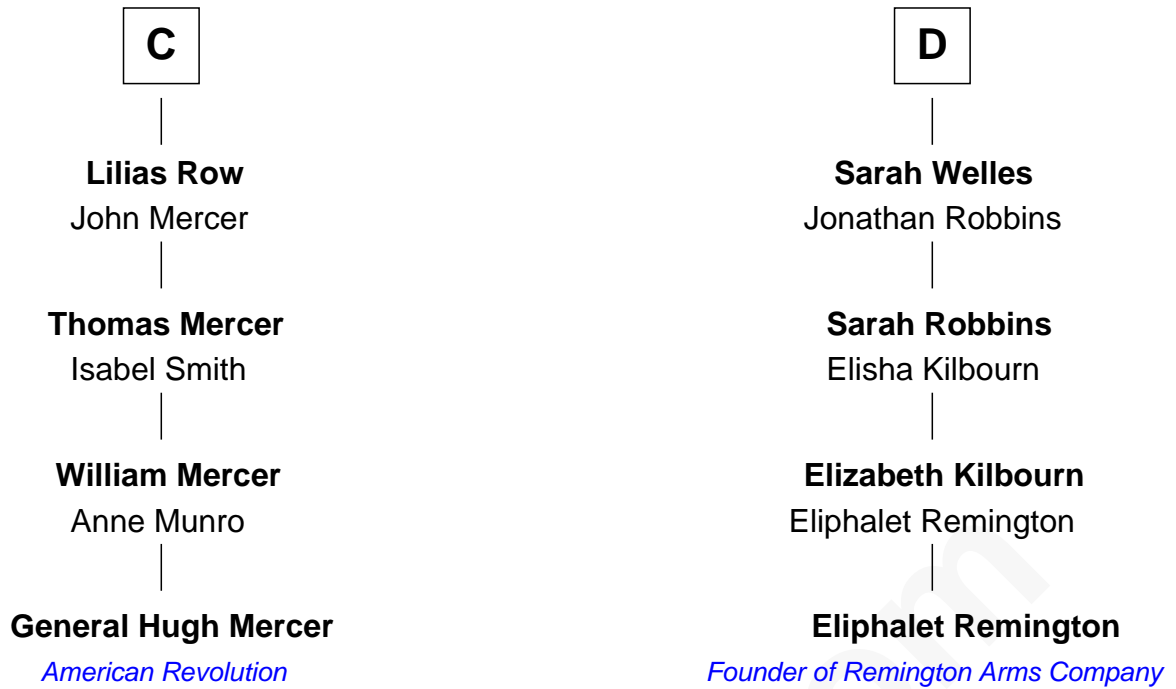 C
Lilias Row
John Mercer
Thomas Mercer
Isabel Smith
William Mercer
Anne Munro
General Hugh Mercer
American Revolution
D
Sarah Welles
Jonathan Robbins
Sarah Robbins
Elisha Kilbourn
Elizabeth Kilbourn
Eliphalet Remington
Eliphalet Remington
Founder of Remington Arms Company